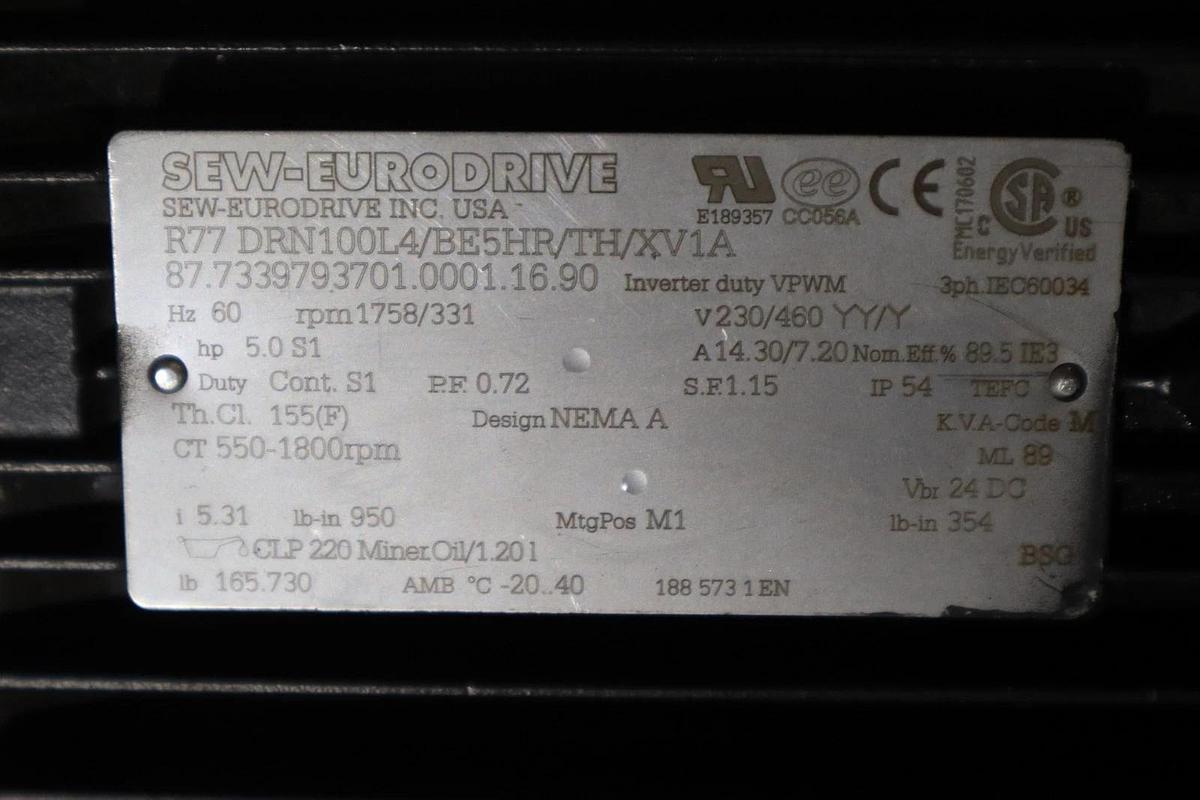 SEW-EURODRIVE
SEW-EURODRIVE INC. USA
E189357 CC056A
EMC170602
C US
EnergyVerified
R77 DRN100L4/BE5HR/TH/XV1A
87.7339793701.0001.16.90 Inverter duty VPWM 3ph.IEC60034
Hz 60 rpm 1758/331 V 230/460 YY/Y
hp 5.0 S1 A 14.30/7.20 Nom.Eff.% 89.5 IE3
Duty Cont. S1 P.F. 0.72 S.F.1.15 IP 54 TEFC
Th.Cl. 155(F) Design NEMA A K.V.A-Code M
CT 550-1800rpm ML 89
Vbr 24 DC
i 5.31 lb-in 950 MtgPos M1 lb-in 354
CLP 220 Miner.Oil/1.20 l BSG
lb 165.730 AMB °C -20..40 188 573 1 EN